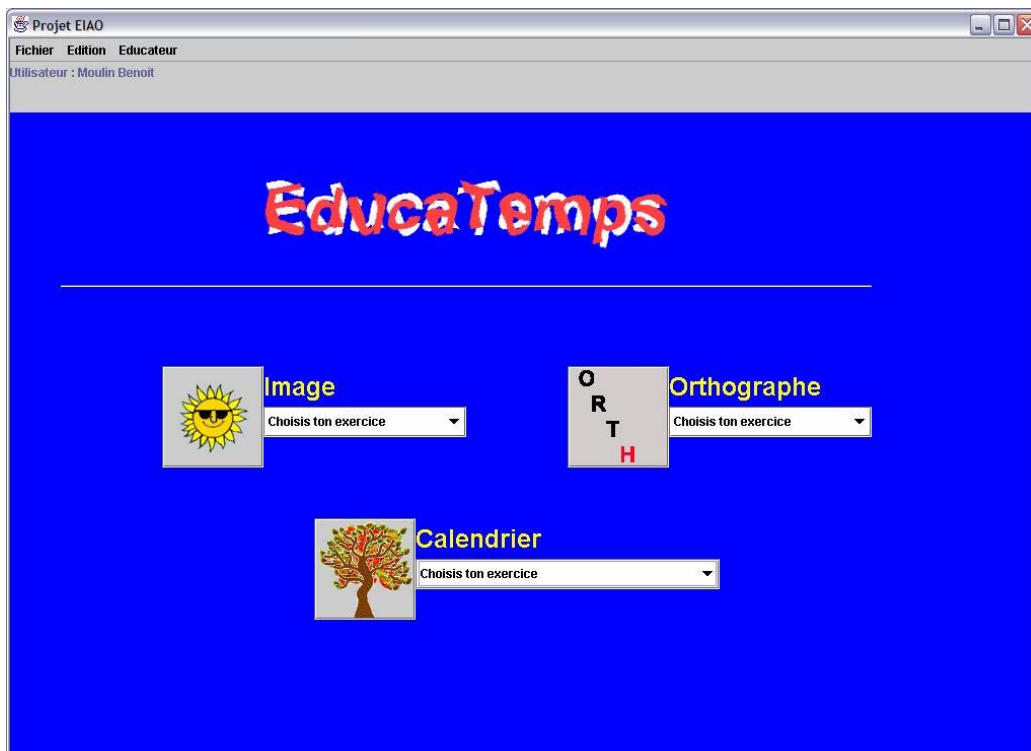 Projet EIAO
Fichier Edition Educateur
Utilisateur : Moulin Benoît
EducaTemps
Image
Choisis ton exercice
O
R
T
H
Orthographe
Choisis ton exercice
Calendrier
Choisis ton exercice